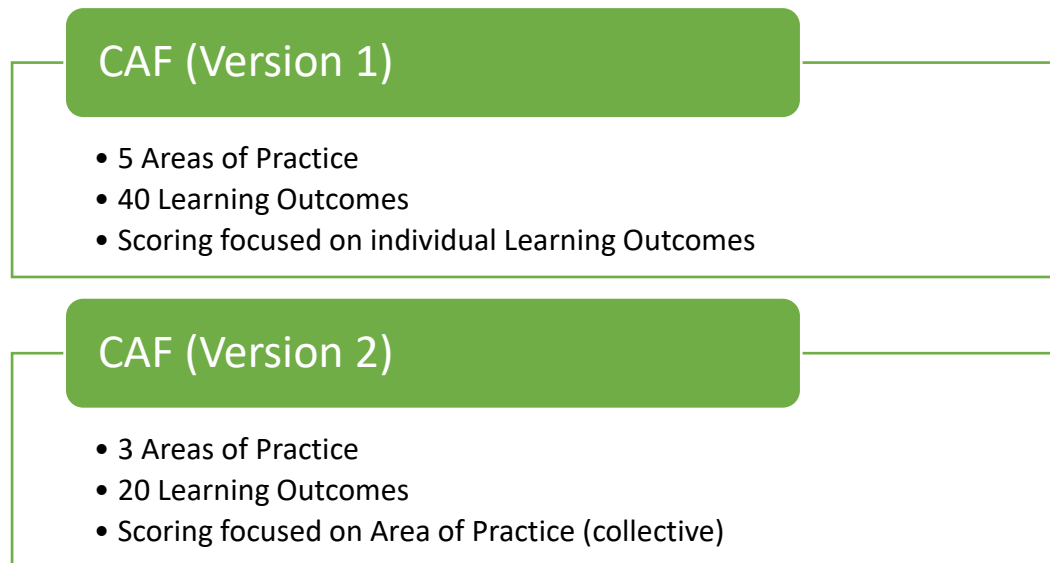 CAF (Version 1)
• 5 Areas of Practice
• 40 Learning Outcomes
• Scoring focused on individual Learning Outcomes
CAF (Version 2)
• 3 Areas of Practice
• 20 Learning Outcomes
• Scoring focused on Area of Practice (collective)